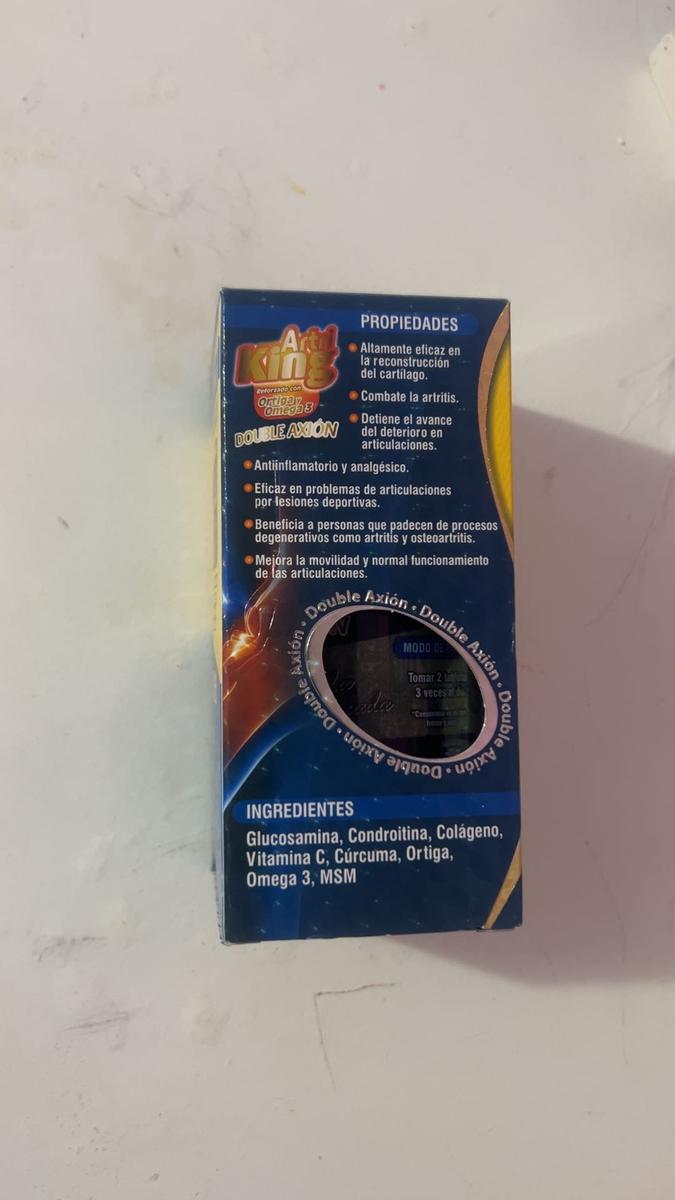 PROPIEDADES
Artri
King
Reforzado con
Ortiga y
Omega 3
DOUBLE AXIÓN
Altamente eficaz en
la reconstrucción
del cartílago.
Combate la artritis.
Detiene el avance
del deterioro en
articulaciones.
Antiinflamatorio y analgésico.
Eficaz en problemas de articulaciones
por lesiones deportivas.
Beneficia a personas que padecen de procesos
degenerativos como artritis y osteoartritis.
Mejora la movilidad y normal funcionamiento
de las articulaciones.
Double Axión • Double Axión • Double Axión • Double Axión • Double Axión •
MODO DE
Tomar 2
3 veces al
INGREDIENTES
Glucosamina, Condroitina, Colágeno,
Vitamina C, Cúrcuma, Ortiga,
Omega 3, MSM